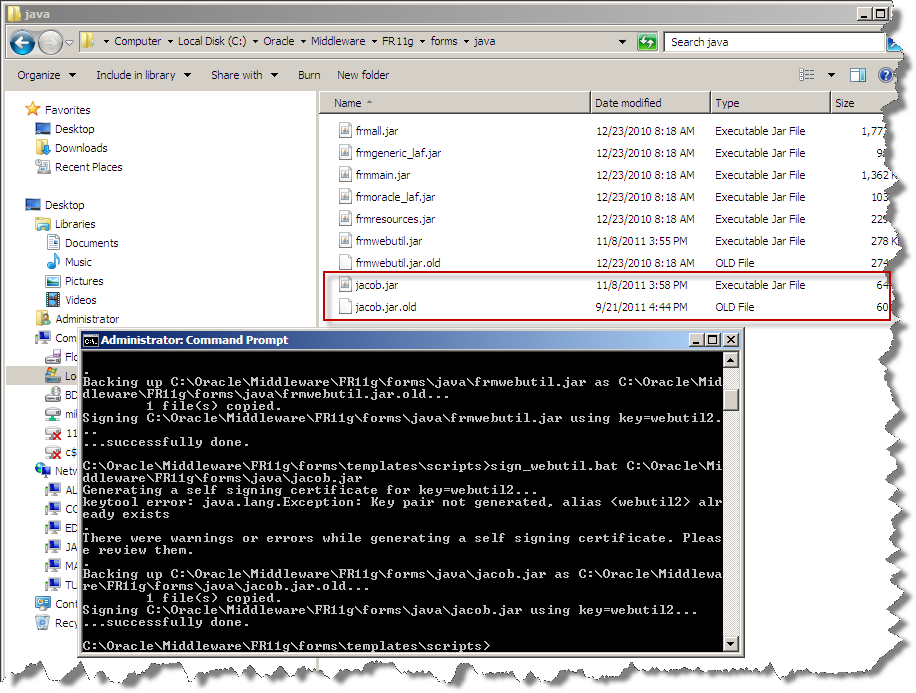 java
Computer Local Disk (C:) Oracle Middleware FR11g forms java
Search java
Organize Include in library Share with Burn New folder
Name Date modified Type Size
Favorites
Desktop
Downloads
Recent Places
Desktop
Libraries
Documents
Music
Pictures
Videos
Administrator
Com
Flo
Lo
BD
mil
11
c$
Netw
AL
CO
ED
JA
MA
TU
Cont
Recy
frmall.jar 12/23/2010 8:18 AM Executable Jar File 1,77
frmgeneric_laf.jar 12/23/2010 8:18 AM Executable Jar File
frmmain.jar 12/23/2010 8:18 AM Executable Jar File 1,362 K
frmoracle_laf.jar 12/23/2010 8:18 AM Executable Jar File 103
frmresources.jar 12/23/2010 8:18 AM Executable Jar File 229
frmwebutil.jar 11/8/2011 3:55 PM Executable Jar File 278 K
frmwebutil.jar.old 12/23/2010 8:18 AM OLD File 274
jacob.jar 11/8/2011 3:58 PM Executable Jar File 64
jacob.jar.old 9/21/2011 4:44 PM OLD File 60
Administrator: Command Prompt
.
Backing up C:\Oracle\Middleware\FR11g\forms\java\frmwebutil.jar as C:\Oracle\Mid
dleware\FR11g\forms\java\frmwebutil.jar.old...
1 file(s) copied.
Signing C:\Oracle\Middleware\FR11g\forms\java\frmwebutil.jar using key=webutil2.
..
...successfully done.
C:\Oracle\Middleware\FR11g\forms\templates\scripts>sign_webutil.bat C:\Oracle\Mi
ddleware\FR11g\forms\java\jacob.jar
Generating a self signing certificate for key=webutil2...
keytool error: java.lang.Exception: Key pair not generated, alias <webutil2> alr
eady exists
.
There were warnings or errors while generating a self signing certificate. Pleas
e review them.
.
Backing up C:\Oracle\Middleware\FR11g\forms\java\jacob.jar as C:\Oracle\Middlewa
re\FR11g\forms\java\jacob.jar.old...
1 file(s) copied.
Signing C:\Oracle\Middleware\FR11g\forms\java\jacob.jar using key=webutil2...
...successfully done.
C:\Oracle\Middleware\FR11g\forms\templates\scripts>